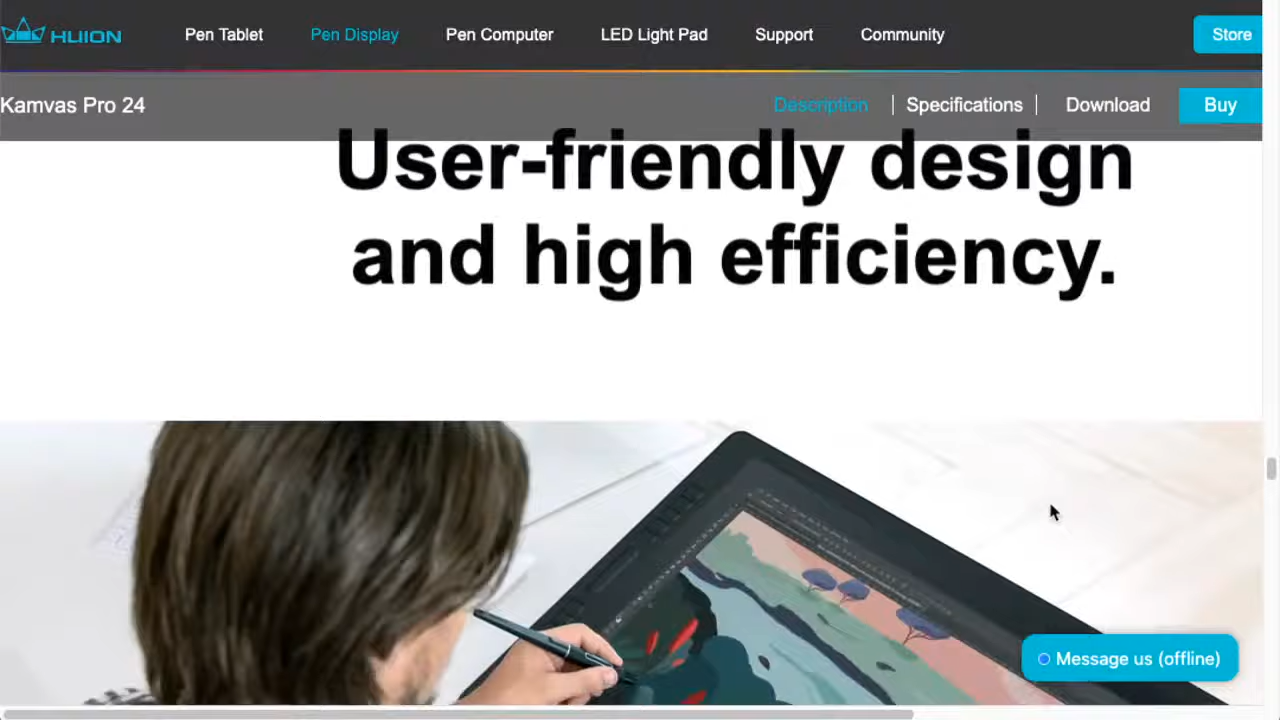 HUION
Pen Tablet
Pen Display
Pen Computer
LED Light Pad
Support
Community
Store
Kamvas Pro 24
Description
Specifications
Download
Buy
User-friendly design
and high efficiency.
Message us (offline)